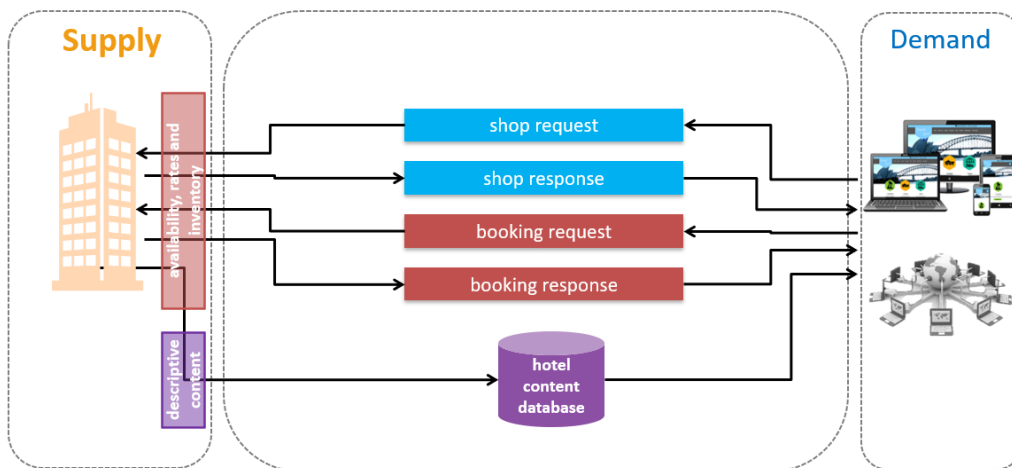 Supply
Demand
availability, rates and
inventory
shop request
shop response
booking request
booking response
descriptive
content
hotel
content
database